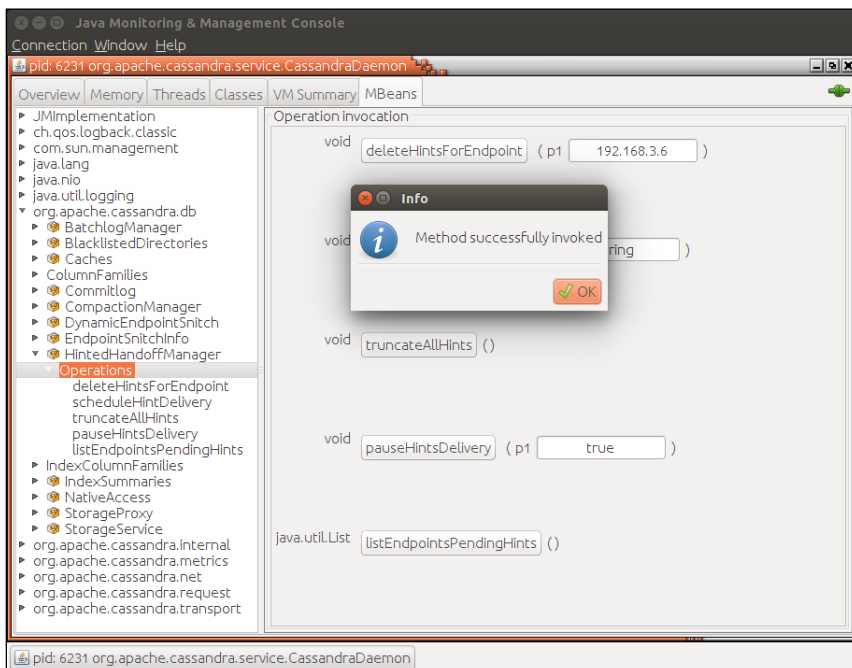 Java Monitoring & Management Console
Connection Window Help
pid: 6231 org.apache.cassandra.service.CassandraDaemon
Overview Memory Threads Classes VM Summary MBeans
JMImplementation
ch.qos.logback.classic
com.sun.management
java.lang
java.nio
java.util.logging
org.apache.cassandra.db
BatchlogManager
BlacklistedDirectories
Caches
ColumnFamilies
Commitlog
CompactionManager
DynamicEndpointSnitch
EndpointSnitchInfo
HintedHandoffManager
Operations
deleteHintsForEndpoint
scheduleHintDelivery
truncateAllHints
pauseHintsDelivery
listEndpointsPendingHints
IndexColumnFamilies
IndexSummaries
NativeAccess
StorageProxy
StorageService
org.apache.cassandra.internal
org.apache.cassandra.metrics
org.apache.cassandra.net
org.apache.cassandra.request
org.apache.cassandra.transport
Operation invocation
void deleteHintsForEndpoint ( p1 192.168.3.6 )
Info
Method successfully invoked
OK
void ring )
void truncateAllHints ()
void pauseHintsDelivery ( p1 true )
java.util.List listEndpointsPendingHints ()
pid: 6231 org.apache.cassandra.service.CassandraDaemon